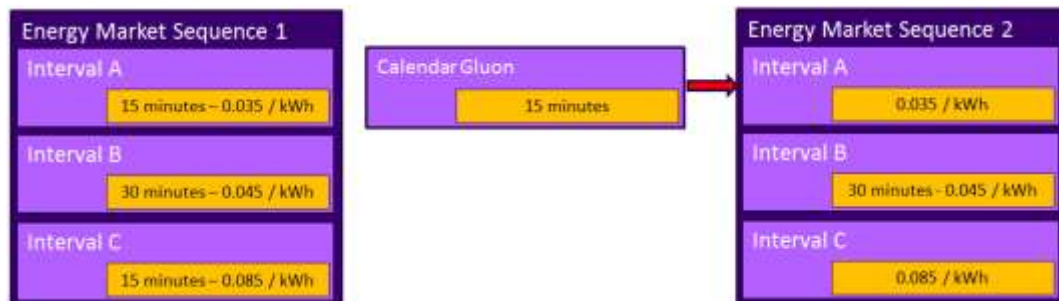 Energy Market Sequence 1
Interval A
15 minutes – 0.035 / kWh
Interval B
30 minutes – 0.045 / kWh
Interval C
15 minutes – 0.085 / kWh
Calendar Gluon
15 minutes
Energy Market Sequence 2
Interval A
0.035 / kWh
Interval B
30 minutes - 0.045 / kWh
Interval C
0.085 / kWh